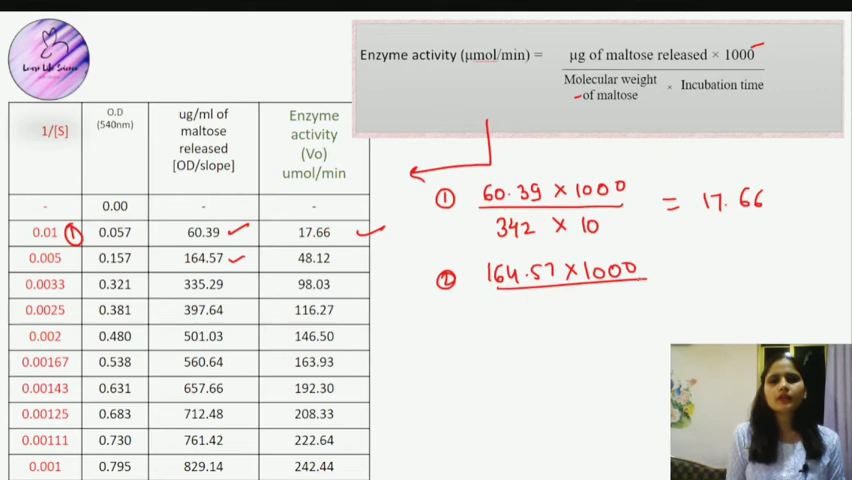 Enzyme activity (μmol/min) = μg of maltose released × 1000
Molecular weight of maltose × Incubation time
1/[S] O.D (540nm) ug/ml of maltose released [OD/slope] Enzyme activity (Vo) umol/min
- 0.00 - -
0.01 ① 0.057 60.39 17.66
0.005 0.157 164.57 48.12
0.0033 0.321 335.29 98.03
0.0025 0.381 397.64 116.27
0.002 0.480 501.03 146.50
0.00167 0.538 560.64 163.93
0.00143 0.631 657.66 192.30
0.00125 0.683 712.48 208.33
0.00111 0.730 761.42 222.64
0.001 0.795 829.14 242.44
① 60.39 × 1000
342 × 10
= 17.66
② 164.57 × 1000